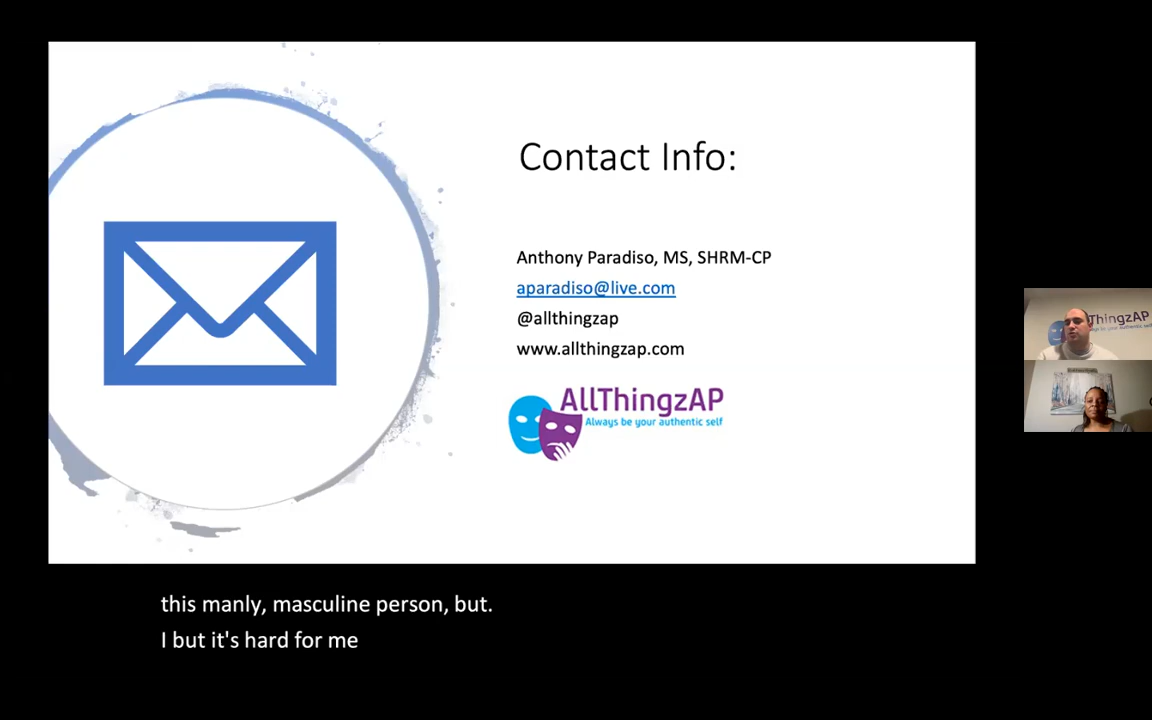 Contact Info:
Anthony Paradiso, MS, SHRM-CP
aparadiso@live.com
@allthingzap
www.allthingzap.com
AllThingzAP
Always be your authentic self
ThingzAP
this manly, masculine person, but.
I but it's hard for me